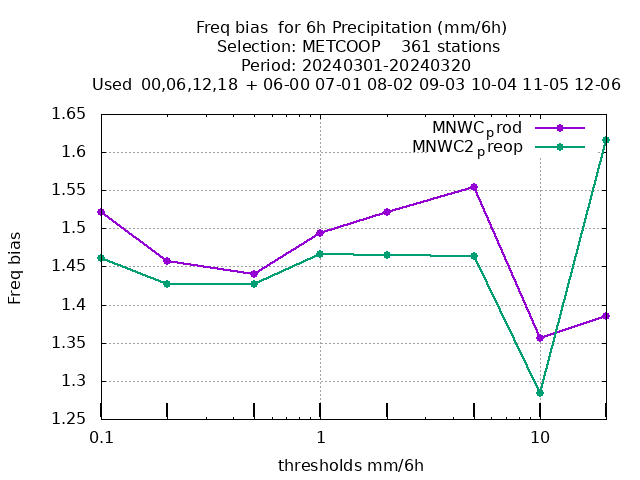 Freq bias  for 6h Precipitation (mm/6h)
Selection: METCOOP    361 stations
Period: 20240301-20240320
Used  00,06,12,18  + 06-00 07-01 08-02 09-03 10-04 11-05 12-06
MNWCprod
MNWC2preop
1.65
1.6
1.55
1.5
1.45
1.4
1.35
1.3
1.25
Freq bias
0.1 1 10
thresholds mm/6h